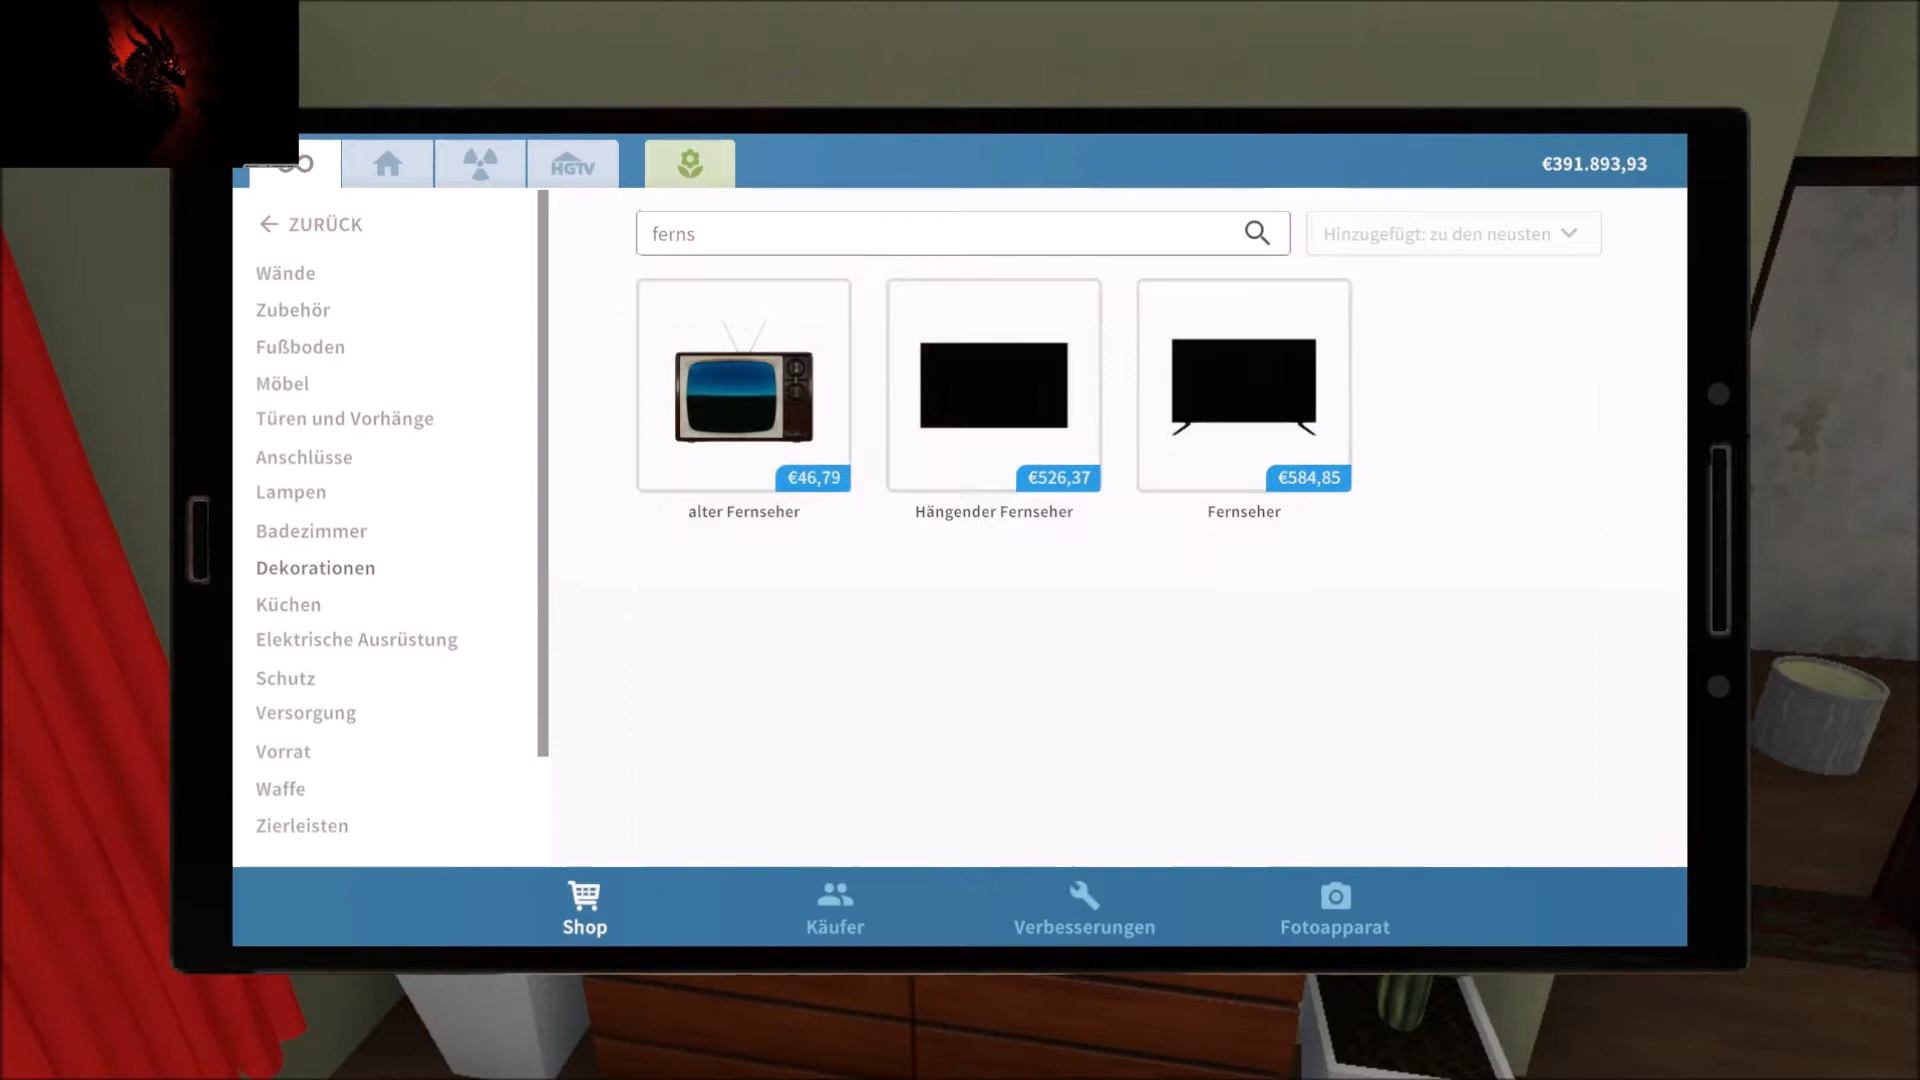 HGTV
€391.893,93
ZURÜCK
ferns
Hinzugefügt: zu den neusten
Wände
Zubehör
Fußboden
Möbel
Türen und Vorhänge
Anschlüsse
Lampen
Badezimmer
Dekorationen
Küchen
Elektrische Ausrüstung
Schutz
Versorgung
Vorrat
Waffe
Zierleisten
€46,79
€526,37
€584,85
alter Fernseher
Hängender Fernseher
Fernseher
Shop
Käufer
Verbesserungen
Fotoapparat